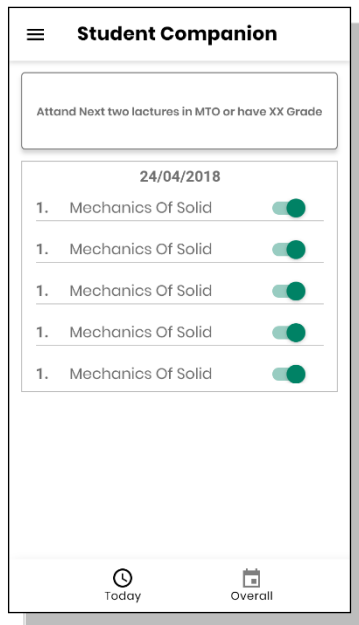 Student Companion
Attand Next two lactures in MTO or have XX Grade
24/04/2018
1. Mechanics Of Solid
1. Mechanics Of Solid
1. Mechanics Of Solid
1. Mechanics Of Solid
1. Mechanics Of Solid
Today Overall